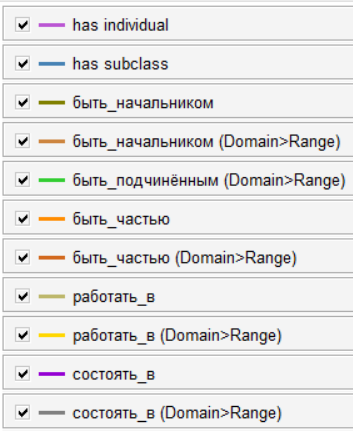 has individual
has subclass
быть_начальником
быть_начальником (Domain>Range)
быть_подчинённым (Domain>Range)
быть_частью
быть_частью (Domain>Range)
работать_в
работать_в (Domain>Range)
состоять_в
состоять_в (Domain>Range)